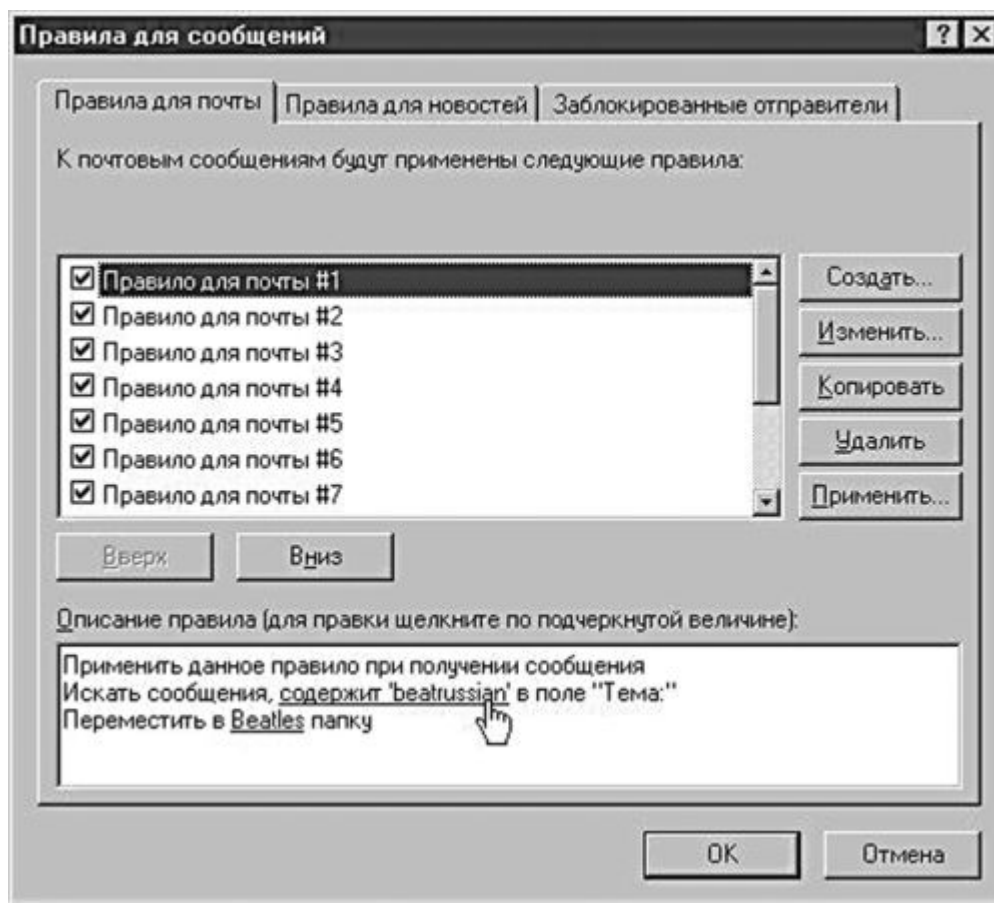 Правила для сообщений
Правила для почты Правила для новостей Заблокированные отправители
К почтовым сообщениям будут применены следующие правила:
Правило для почты #1
Правило для почты #2
Правило для почты #3
Правило для почты #4
Правило для почты #5
Правило для почты #6
Правило для почты #7
Создать...
Изменить...
Копировать
Удалить
Применить...
Вверх Вниз
Описание правила (для правки щелкните по подчеркнутой величине):
Применить данное правило при получении сообщения
Искать сообщения, содержит 'beatrussian' в поле "Тема:"
Переместить в Beatles папку
OK Отмена